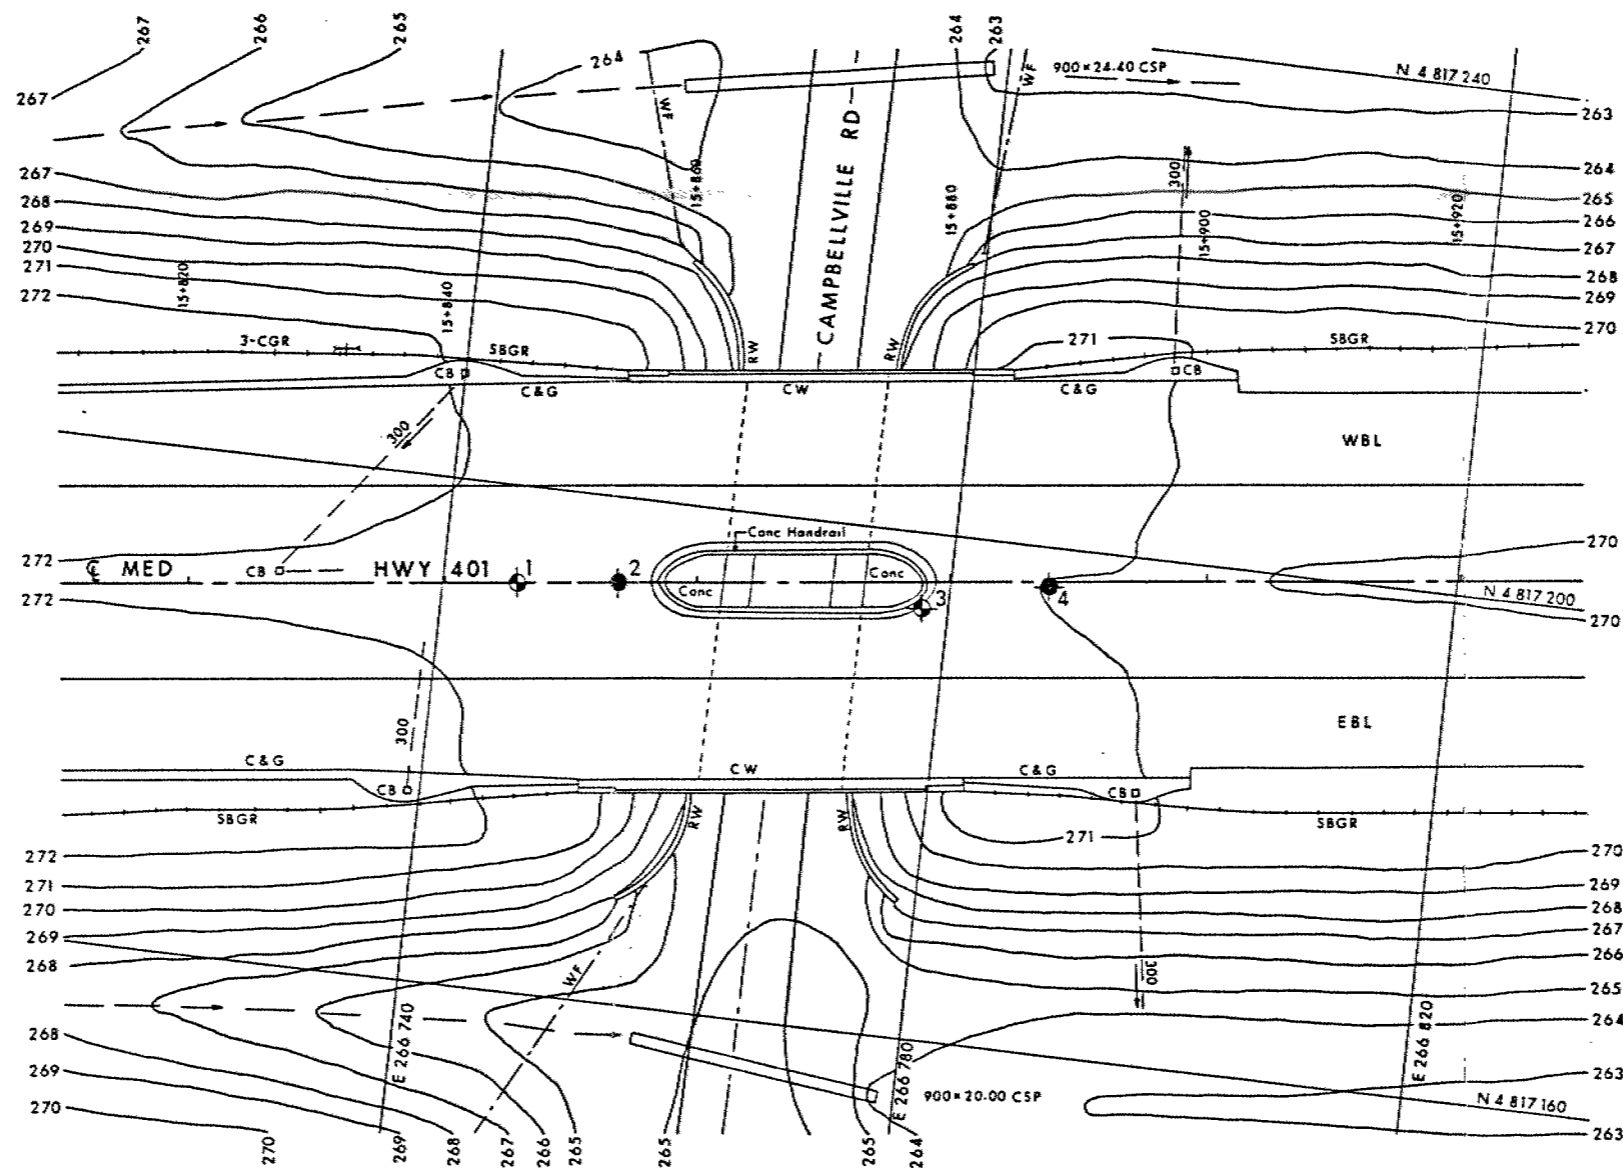 267
266
265
264
263
264
900×24.40 CSP
WF
N 4 817 240
267
263
WF
CAMPBELLVILLE RD
300
264
267
15+860
265
268
15+880
15+900
15+920
266
269
267
270
268
271
15+820
269
272
15+840
270
3-CGR
SBGR
RW
RW
271
SBGR
CB
CB
C&G
CW
C&G
300
WBL
Conc Handrail
270
272
℄ MED
CB
HWY 401
1
2
Conc
Conc
3
4
N 4 817 200
272
270
300
EBL
C&G
CW
C&G
CB
CB
SBGR
RW
RW
SBGR
271
272
270
271
269
270
268
269
267
268
266
WF
300
265
264
268
E 266 740
E 266 780
E 266 820
269
263
900×20.00 CSP
N 4 817 160
270
263
270
269
268
267
266
265
265
265
264